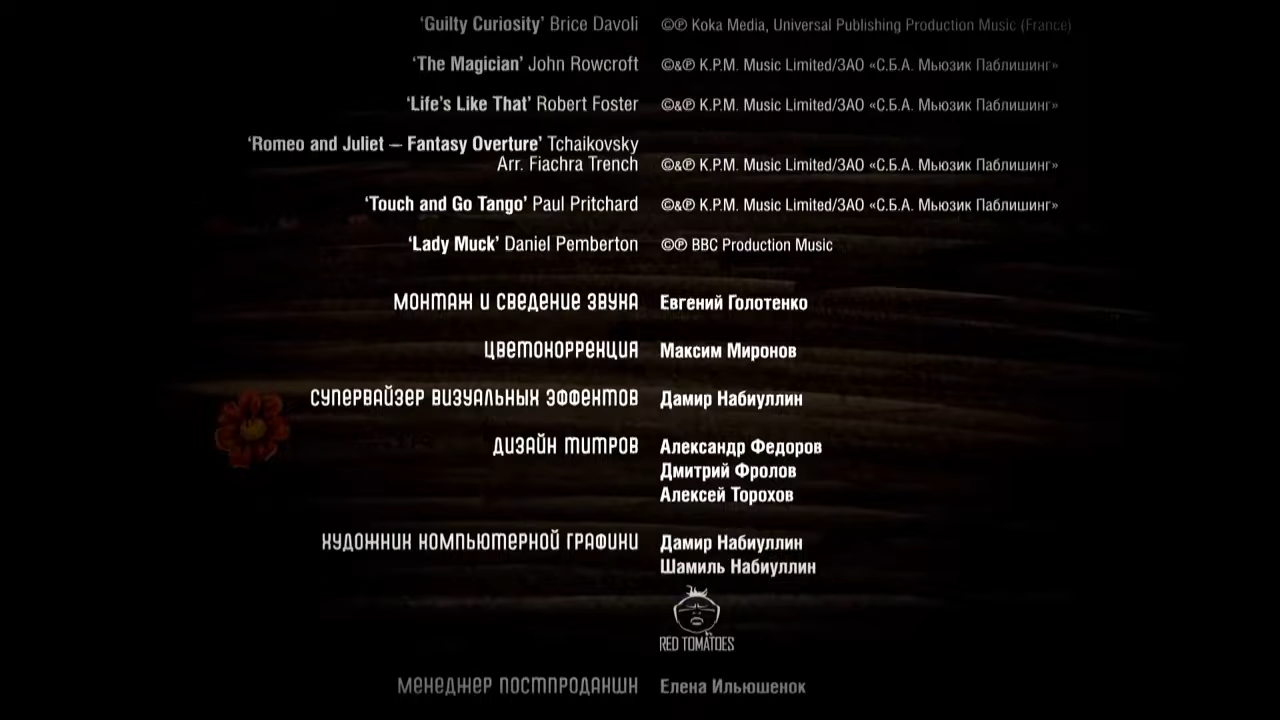 ‘Guilty Curiosity’ Brice Davoli ©℗ Koka Media, Universal Publishing Production Music (France)
‘The Magician’ John Rowcroft ©&℗ K.P.M. Music Limited/ЗАО «С.Б.А. Мьюзик Паблишинг»
‘Life’s Like That’ Robert Foster ©&℗ K.P.M. Music Limited/ЗАО «С.Б.А. Мьюзик Паблишинг»
‘Romeo and Juliet – Fantasy Overture’ Tchaikovsky
Arr. Fiachra Trench ©&℗ K.P.M. Music Limited/ЗАО «С.Б.А. Мьюзик Паблишинг»
‘Touch and Go Tango’ Paul Pritchard ©&℗ K.P.M. Music Limited/ЗАО «С.Б.А. Мьюзик Паблишинг»
‘Lady Muck’ Daniel Pemberton ©℗ BBC Production Music
монтаж и сведение звука Евгений Голотенко
цветокоррекция Максим Миронов
супервайзер визуальных эффектов Дамир Набиуллин
дизайн титров Александр Федоров
Дмитрий Фролов
Алексей Торохов
художник компьютерной графики Дамир Набиуллин
Шамиль Набиуллин
RED TOMATOES
менеджер постпродакшн Елена Ильюшенок